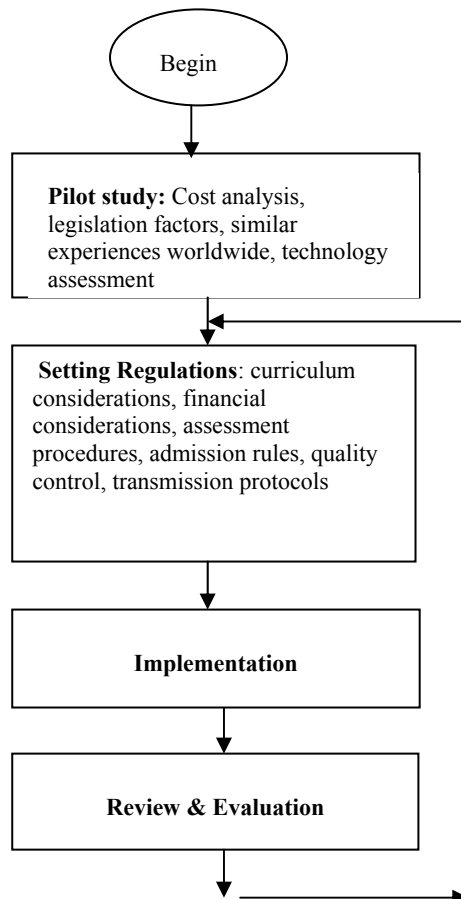 Begin
Pilot study: Cost analysis,
legislation factors, similar
experiences worldwide, technology
assessment
Setting Regulations: curriculum
considerations, financial
considerations, assessment
procedures, admission rules, quality
control, transmission protocols
Implementation
Review & Evaluation